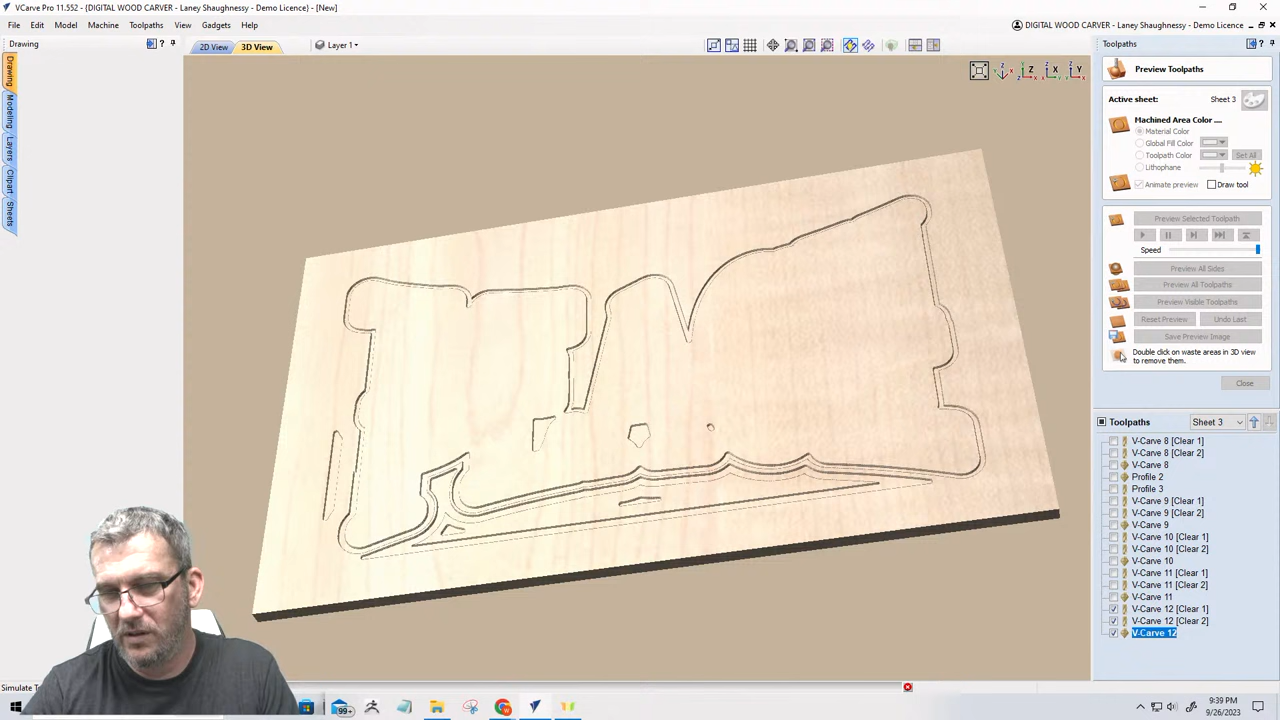 VCarve Pro 11.552 - {DIGITAL WOOD CARVER - Laney Shaughnessy - Demo Licence} - [New]
File Edit Model Machine Toolpaths View Gadgets Help
DIGITAL WOOD CARVER - Laney Shaughnessy - Demo Licence
Drawing
2D View 3D View Layer 1
Toolpaths
Drawing
Modeling
Layers
Clipart
Sheets
Z X Y
Preview Toolpaths
Active sheet: Sheet 3
Machined Area Color ....
Material Color
Global Fill Color
Toolpath Color Set All
Lithophane
Animate preview Draw tool
Preview Selected Toolpath
Speed
Preview All Sides
Preview All Toolpaths
Preview Visible Toolpaths
Reset Preview Undo Last
Save Preview Image
Double click on waste areas in 3D view
to remove them.
Close
Toolpaths Sheet 3
V-Carve 8 [Clear 1]
V-Carve 8 [Clear 2]
V-Carve 8
Profile 2
Profile 3
V-Carve 9 [Clear 1]
V-Carve 9 [Clear 2]
V-Carve 9
V-Carve 10 [Clear 1]
V-Carve 10 [Clear 2]
V-Carve 10
V-Carve 11 [Clear 1]
V-Carve 11 [Clear 2]
V-Carve 11
V-Carve 12 [Clear 1]
V-Carve 12 [Clear 2]
V-Carve 12
Simulate
99+
9:39 PM
9/26/2023